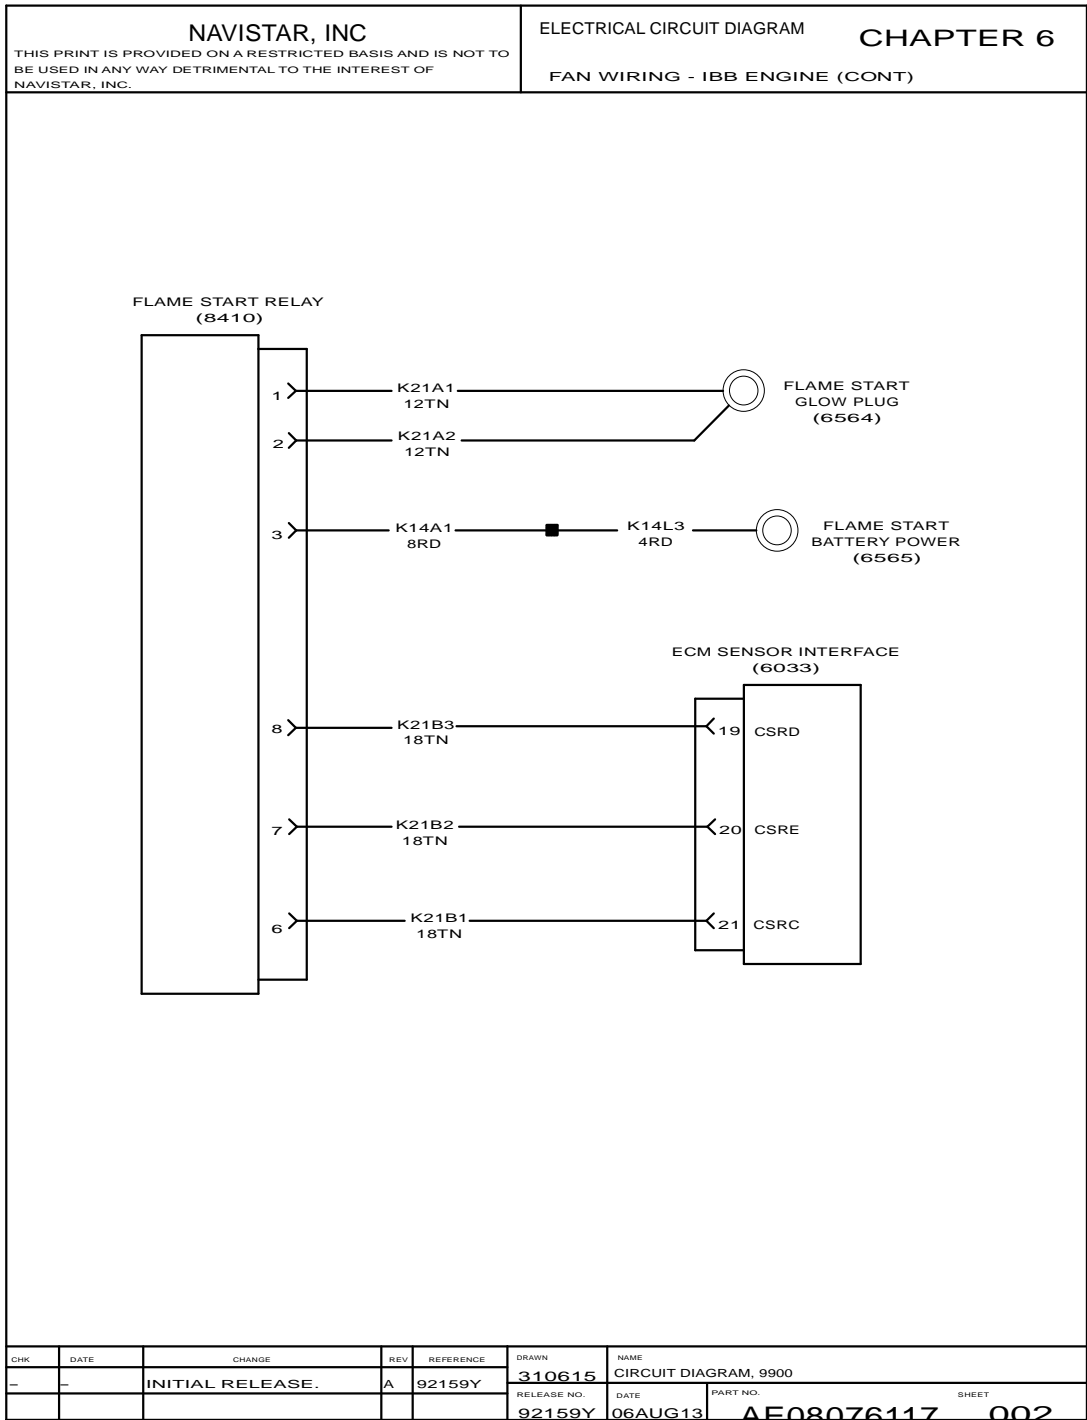 NAVISTAR, INC
THIS PRINT IS PROVIDED ON A RESTRICTED BASIS AND IS NOT TO
BE USED IN ANY WAY DETRIMENTAL TO THE INTEREST OF
NAVISTAR, INC.
ELECTRICAL CIRCUIT DIAGRAM
CHAPTER 6
FAN WIRING - IBB ENGINE (CONT)
FLAME START RELAY
(8410)
1
K21A1
12TN
FLAME START
GLOW PLUG
(6564)
2
K21A2
12TN
3
K14A1
8RD
K14L3
4RD
FLAME START
BATTERY POWER
(6565)
ECM SENSOR INTERFACE
(6033)
8
K21B3
18TN
19
CSRD
7
K21B2
18TN
20
CSRE
6
K21B1
18TN
21
CSRC
CHK DATE CHANGE REV REFERENCE
– – INITIAL RELEASE. A 92159Y
DRAWN
310615
NAME
CIRCUIT DIAGRAM, 9900
RELEASE NO.
92159Y
DATE
06AUG13
PART NO.
AE08076117
SHEET
002